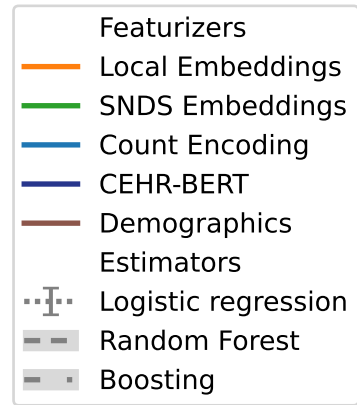 Featurizers
Local Embeddings
SNDS Embeddings
Count Encoding
CEHR-BERT
Demographics
Estimators
Logistic regression
Random Forest
Boosting